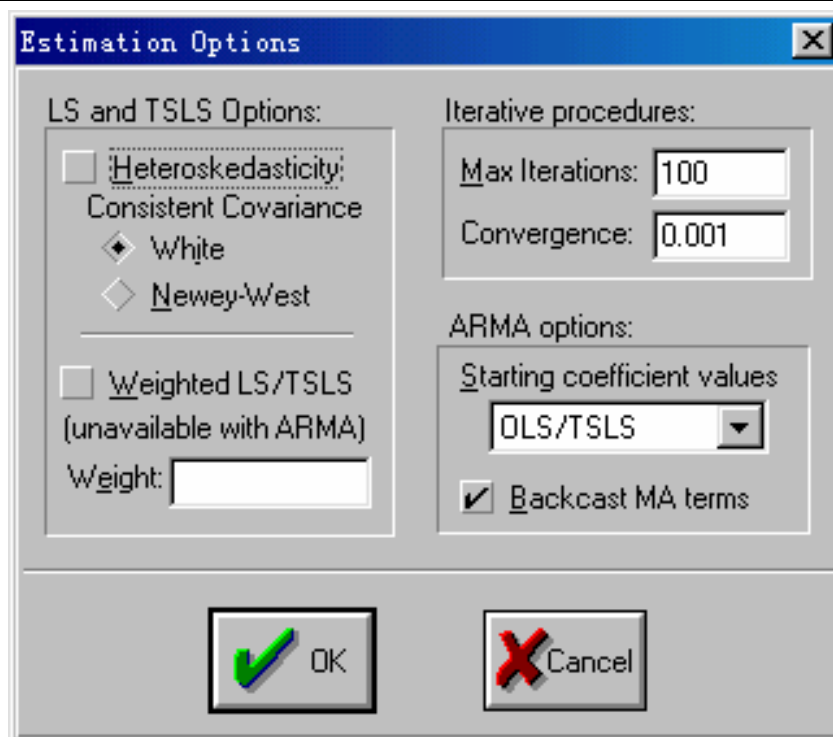 Estimation Options
LS and TSLS Options:
Heteroskedasticity
Consistent Covariance
White
Newey-West
Weighted LS/TSLS
(unavailable with ARMA)
Weight:
Iterative procedures:
Max Iterations: 100
Convergence: 0.001
ARMA options:
Starting coefficient values
OLS/TSLS
Backcast MA terms
OK
Cancel